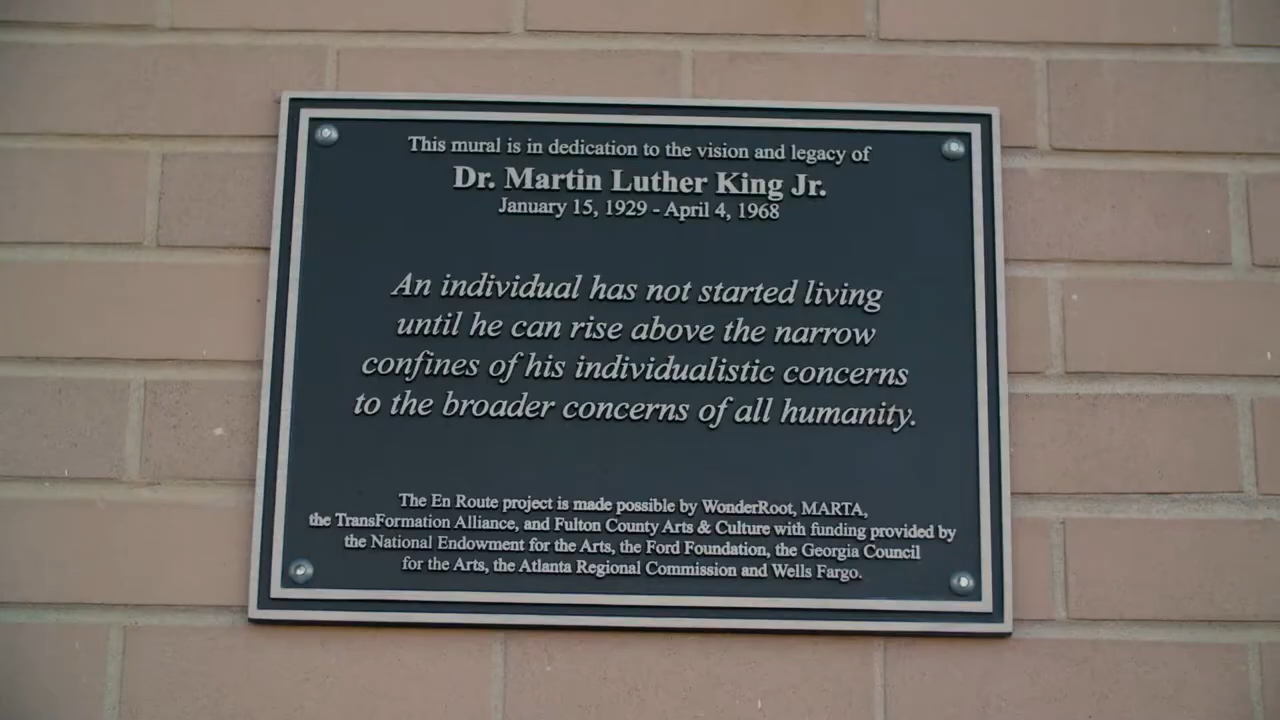 This mural is in dedication to the vision and legacy of
Dr. Martin Luther King Jr.
January 15, 1929 - April 4, 1968
An individual has not started living
until he can rise above the narrow
confines of his individualistic concerns
to the broader concerns of all humanity.
The En Route project is made possible by WonderRoot, MARTA,
the TransFormation Alliance, and Fulton County Arts & Culture with funding provided by
the National Endowment for the Arts, the Ford Foundation, the Georgia Council
for the Arts, the Atlanta Regional Commission and Wells Fargo.